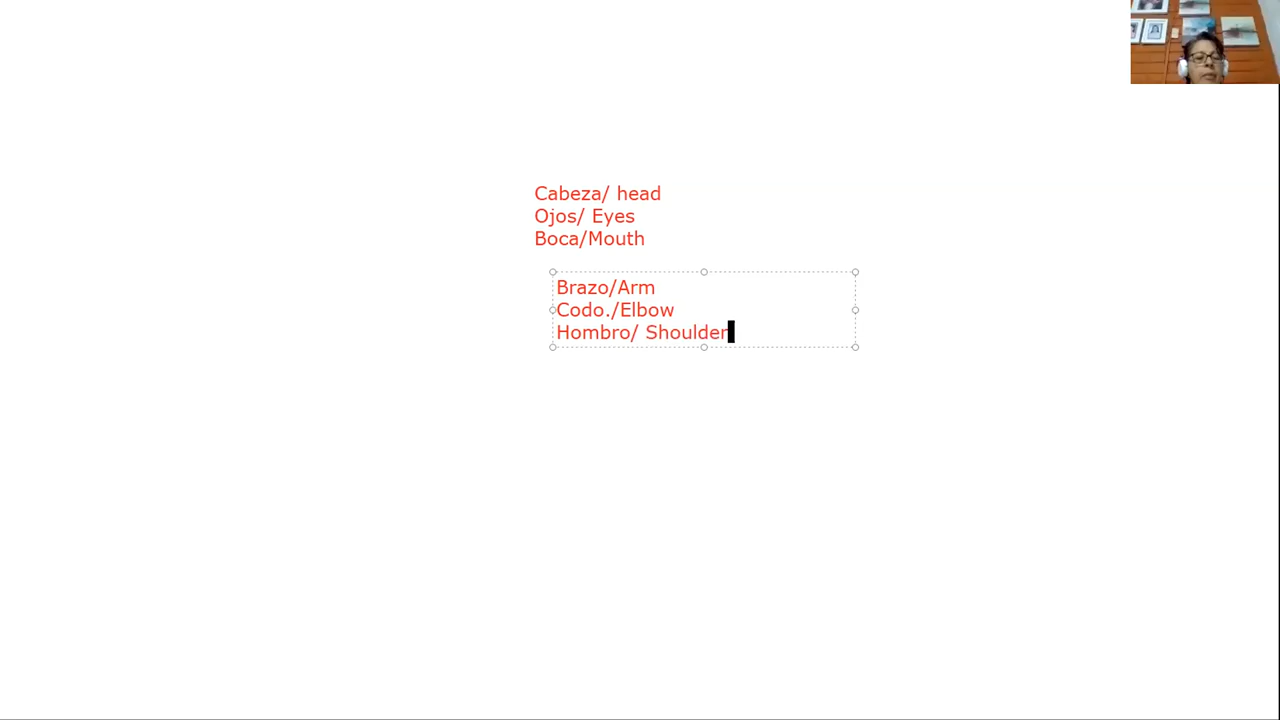 Cabeza/ head
Ojos/ Eyes
Boca/Mouth
Brazo/Arm
Codo./Elbow
Hombro/ Shoulder